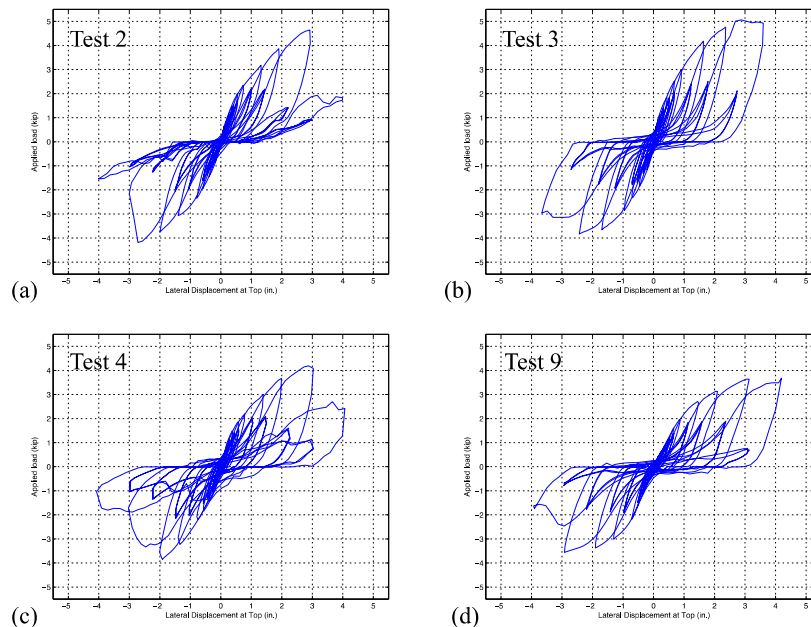 Test 2
Applied load (kip)
5
4
3
2
1
0
−1
−2
−3
−4
−5
−5 −4 −3 −2 −1 0 1 2 3 4 5
Lateral Displacement at Top (in.)
(a)
Test 3
Applied load (kip)
5
4
3
2
1
0
−1
−2
−3
−4
−5
−5 −4 −3 −2 −1 0 1 2 3 4 5
Lateral Displacement at Top (in.)
(b)
Test 4
Applied load (kip)
5
4
3
2
1
0
−1
−2
−3
−4
−5
−5 −4 −3 −2 −1 0 1 2 3 4 5
Lateral Displacement at Top (in.)
(c)
Test 9
Applied load (kip)
5
4
3
2
1
0
−1
−2
−3
−4
−5
−5 −4 −3 −2 −1 0 1 2 3 4 5
Lateral Displacement at Top (in.)
(d)